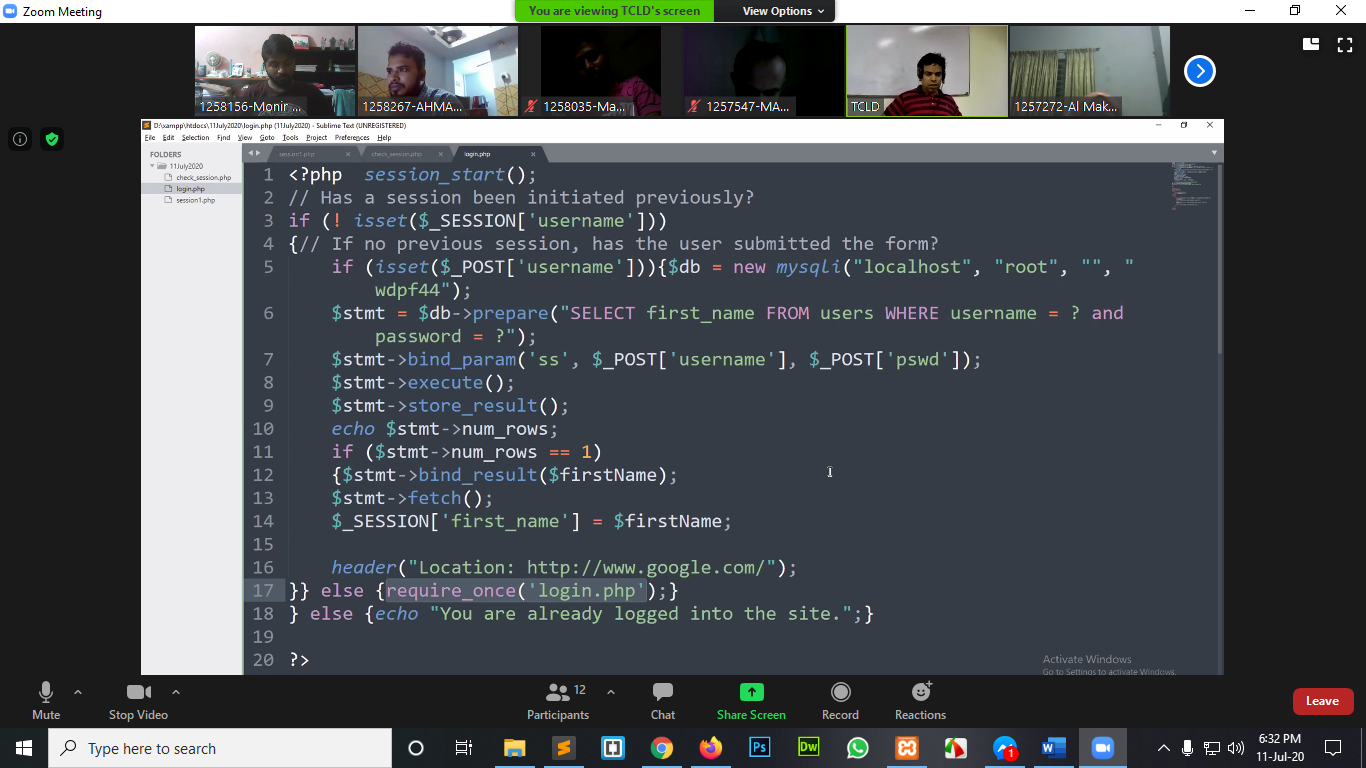 Zoom Meeting
You are viewing TCLD's screen
View Options
1258156-Monir ...
1258267-AHMA...
1258035-Ma...
1257547-MA...
TCLD
1257272-Al Mak...
D:\xampp\htdocs\11July2020\login.php (11July2020) - Sublime Text (UNREGISTERED)
File Edit Selection Find View Goto Tools Project Preferences Help
FOLDERS
11July2020
check_session.php
login.php
session1.php
session1.php
check_session.php
login.php
1 <?php  session_start();
2 // Has a session been initiated previously?
3 if (! isset($_SESSION['username']))
4 {// If no previous session, has the user submitted the form?
5 if (isset($_POST['username'])){$db = new mysqli("localhost", "root", "", "
wdpf44");
6 $stmt = $db->prepare("SELECT first_name FROM users WHERE username = ? and
password = ?");
7 $stmt->bind_param('ss', $_POST['username'], $_POST['pswd']);
8 $stmt->execute();
9 $stmt->store_result();
10 echo $stmt->num_rows;
11 if ($stmt->num_rows == 1)
12 {$stmt->bind_result($firstName);
13 $stmt->fetch();
14 $_SESSION['first_name'] = $firstName;
15
16 header("Location: http://www.google.com/");
17 }} else {require_once('login.php');}
18 } else {echo "You are already logged into the site.";}
19
20 ?>
Activate Windows
Go to Settings to activate Windows.
Mute
Stop Video
12
Participants
Chat
Share Screen
Record
Reactions
Leave
Type here to search
Ps
Dw
1
6:32 PM
11-Jul-20